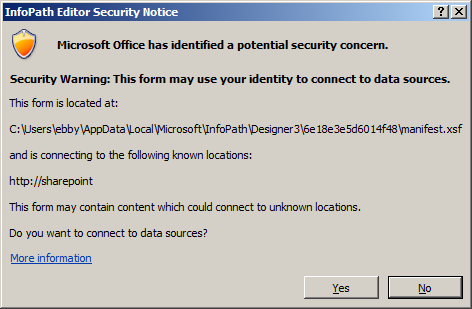 InfoPath Editor Security Notice
Microsoft Office has identified a potential security concern.
Security Warning: This form may use your identity to connect to data sources.
This form is located at:
C:\Users\ebby\AppData\Local\Microsoft\InfoPath\Designer3\6e18e3e5d6014f48\manifest.xsf
and is connecting to the following known locations:
http://sharepoint
This form may contain content which could connect to unknown locations.
Do you want to connect to data sources?
More information
Yes No